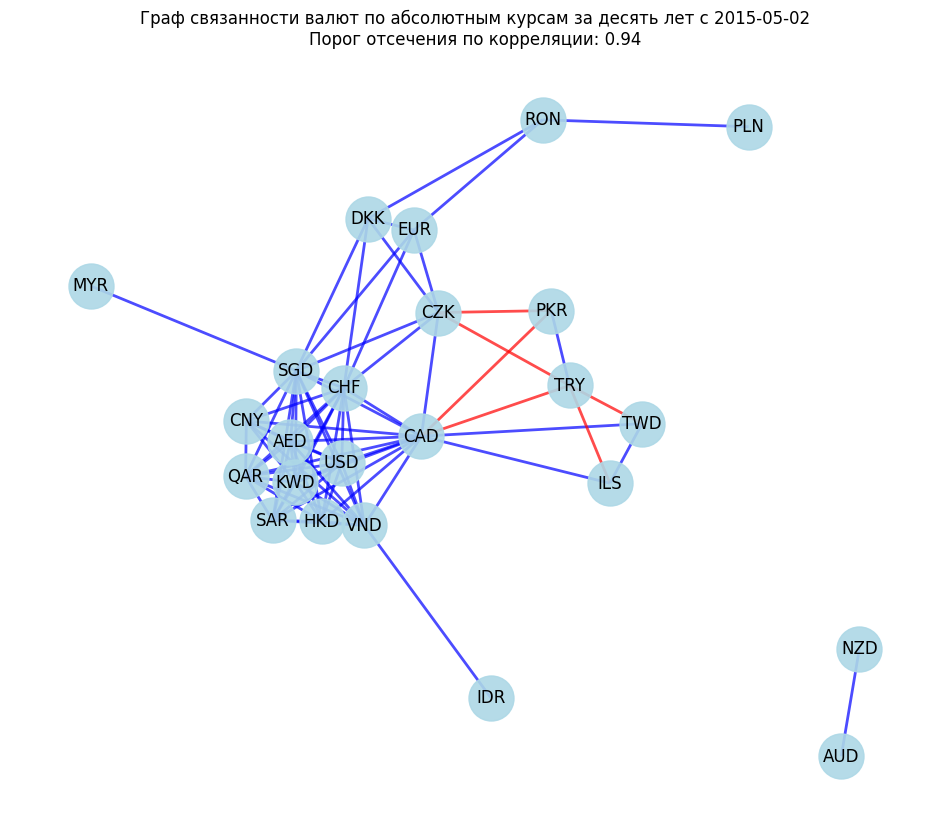 Граф связанности валют по абсолютным курсам за десять лет с 2015-05-02
Порог отсечения по корреляции: 0.94
RON
PLN
DKK
EUR
MYR
CZK
PKR
SGD
CHF
TRY
CNY
AED
CAD
TWD
USD
QAR
KWD
ILS
SAR
HKD
VND
NZD
IDR
AUD